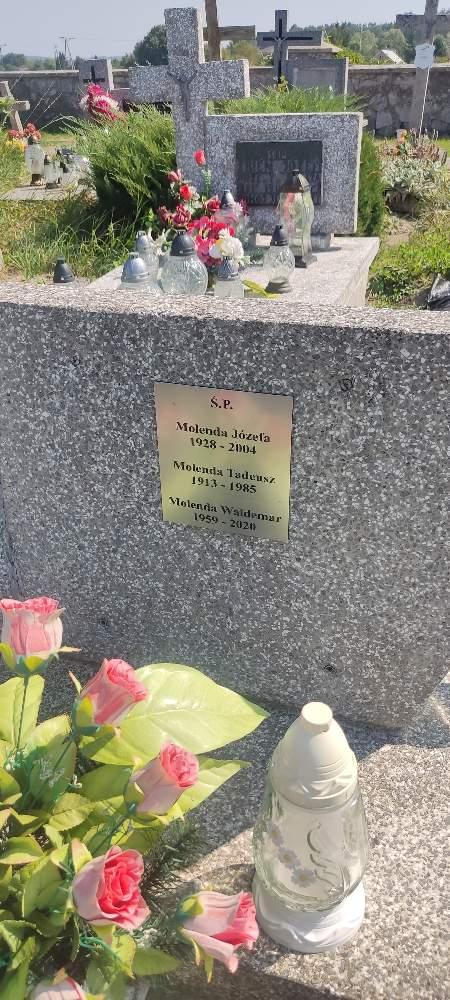 Ś.P.
Molenda Józefa
1928 - 2004
Molenda Tadeusz
1913 - 1985
Molenda Waldemar
1959 - 2020